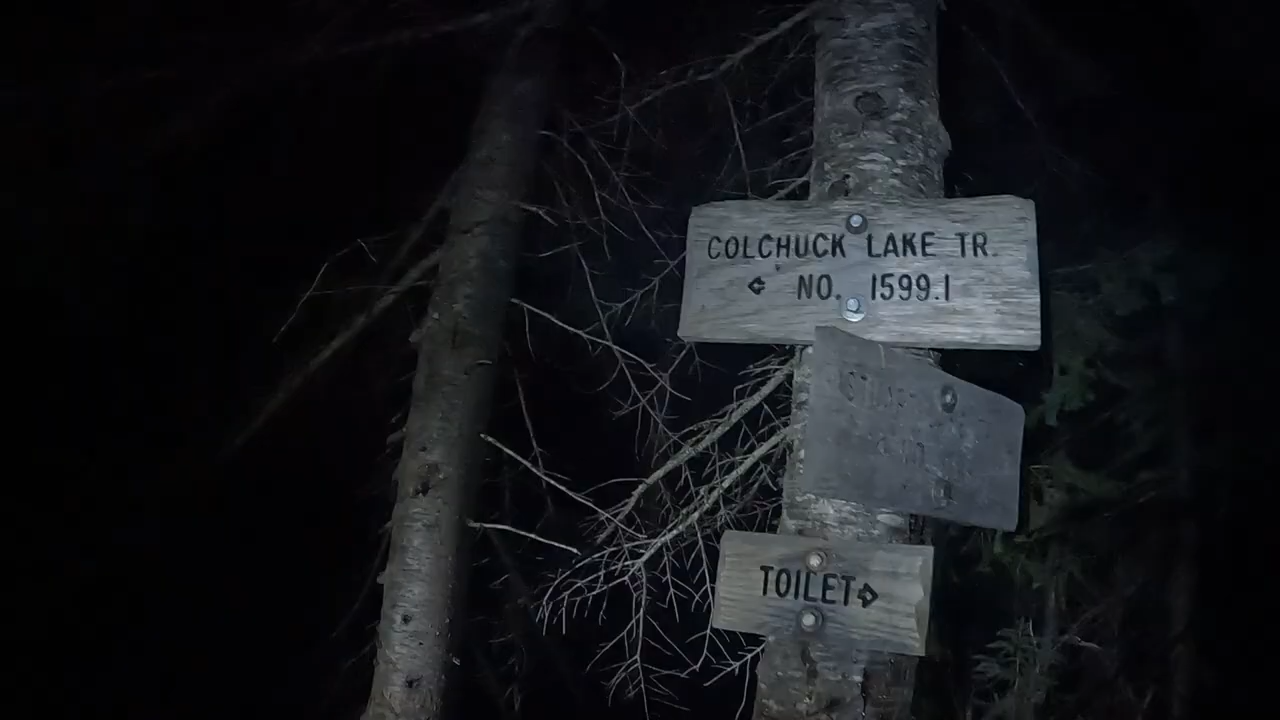 COLCHUCK LAKE TR.
⇦ NO. 1599.1
TOILET⇨